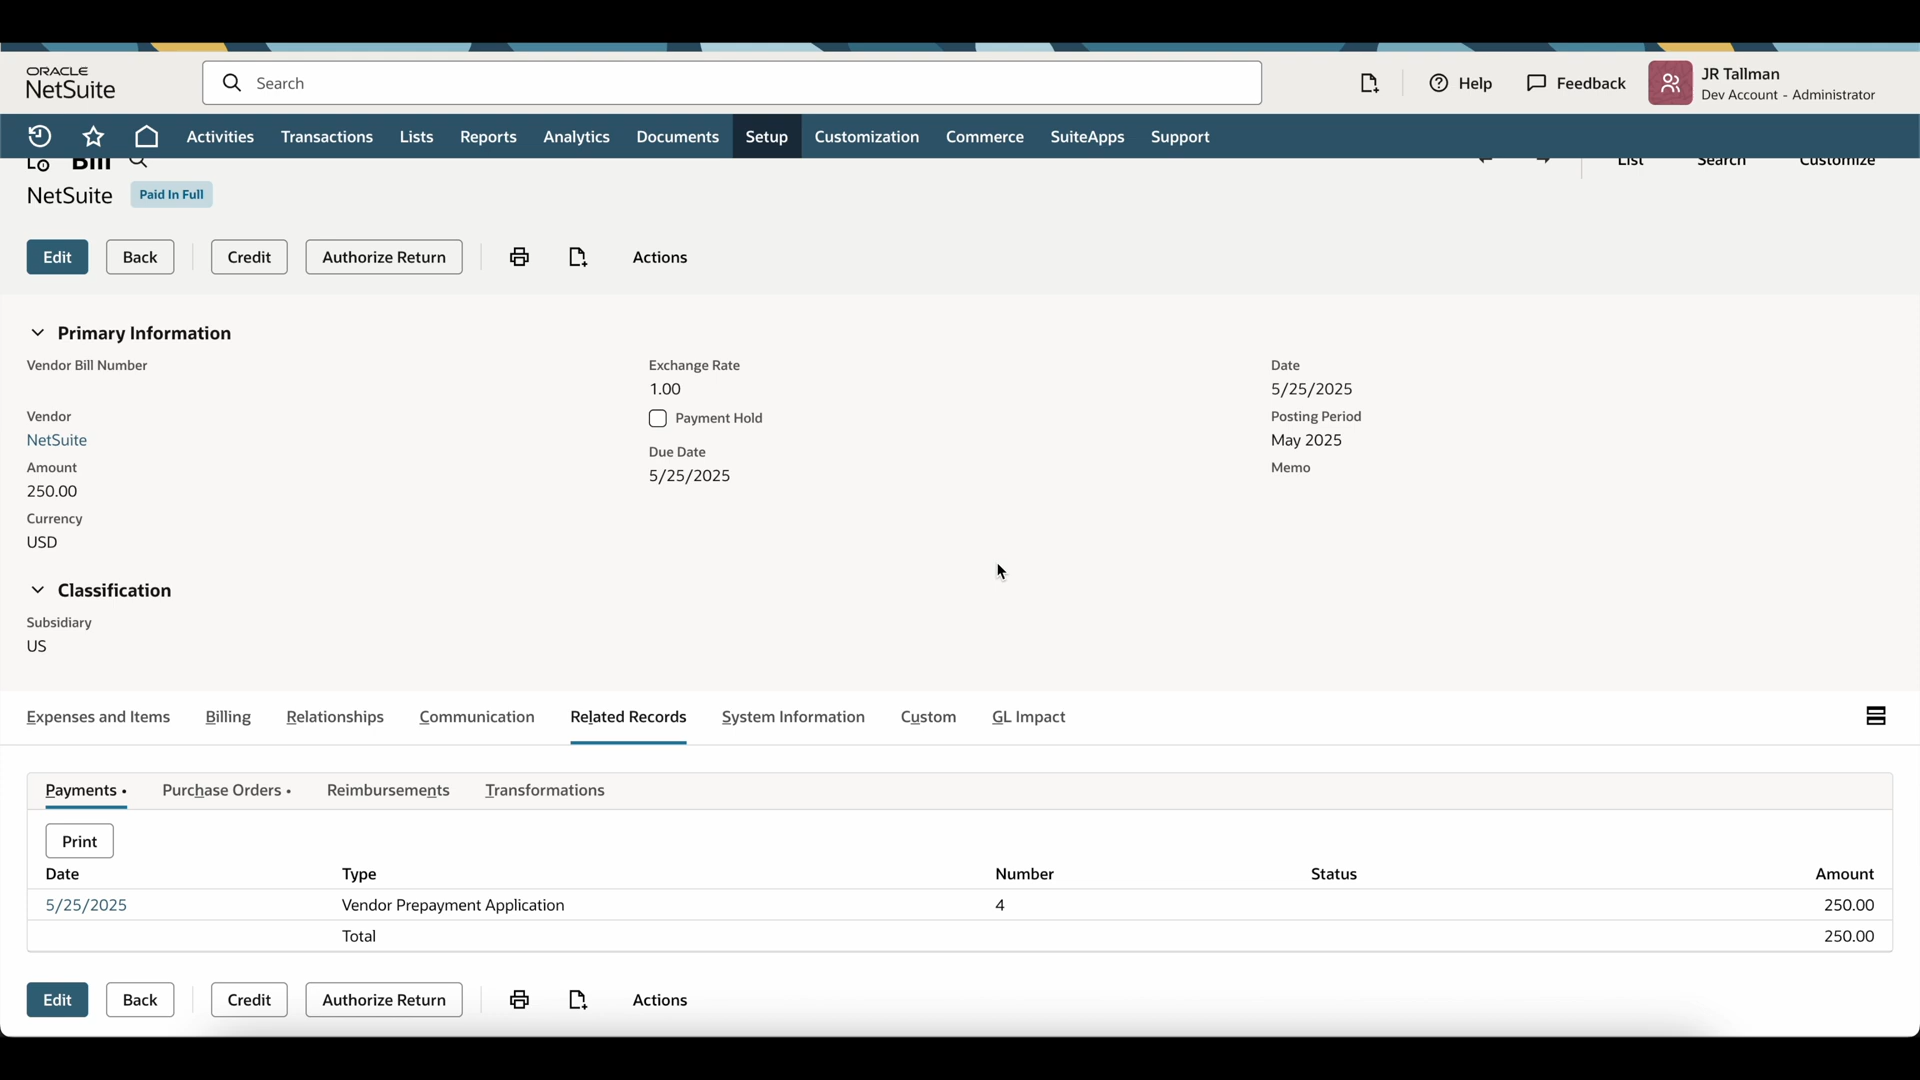 ORACLE
NetSuite
Search
Help
Feedback
JR Tallman
Dev Account - Administrator
Activities
Transactions
Lists
Reports
Analytics
Documents
Setup
Customization
Commerce
SuiteApps
Support
Bill
List
Search
Customize
NetSuite
Paid In Full
Edit
Back
Credit
Authorize Return
Actions
Primary Information
Vendor Bill Number
Vendor
NetSuite
Amount
250.00
Currency
USD
Exchange Rate
1.00
Payment Hold
Due Date
5/25/2025
Date
5/25/2025
Posting Period
May 2025
Memo
Classification
Subsidiary
US
Expenses and Items
Billing
Relationships
Communication
Related Records
System Information
Custom
GL Impact
Payments •
Purchase Orders •
Reimbursements
Transformations
Print
Date Type Number Status Amount
5/25/2025 Vendor Prepayment Application 4 250.00
Total 250.00
Edit
Back
Credit
Authorize Return
Actions